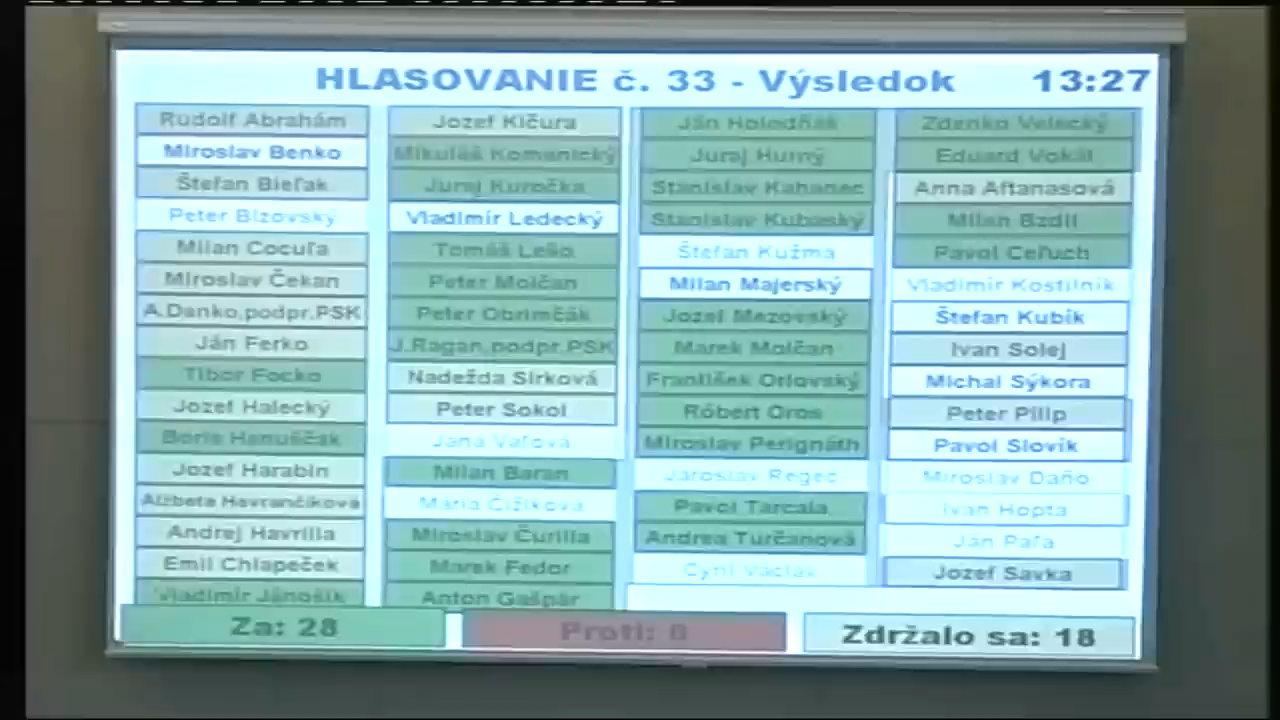 HLASOVANIE č. 33 - Výsledok 13:27
Rudolf Abrahám
Miroslav Benko
Štefan Bieľak
Peter Bizovský
Milan Cocuľa
Miroslav Čekan
A.Danko,podpr.PSK
Ján Ferko
Tibor Focko
Jozef Halecký
Boris Hanuščak
Jozef Harabin
Alžbeta Havrančíková
Andrej Havrilla
Emil Chlapeček
Vladimír Jánošík
Jozef Kičura
Mikuláš Komanický
Juraj Kuročka
Vladimír Ledecký
Tomáš Lešo
Peter Molčan
Peter Obrimčák
J.Ragan,podpr.PSK
Nadežda Sirková
Peter Sokol
Jana Vaľová
Milan Baran
Mária Čižiková
Miroslav Čurilla
Marek Fedor
Anton Gašpár
Ján Holodňák
Juraj Hurný
Stanislav Kahanec
Stanislav Kubaský
Štefan Kužma
Milan Majerský
Jozef Mezovský
Marek Molčan
František Orlovský
Róbert Oros
Miroslav Perignáth
Jaroslav Regec
Pavol Tarcala
Andrea Turčanová
Cyril Václav
Zdenko Velecký
Eduard Vokál
Anna Aftanasová
Milan Bzdil
Pavol Ceľuch
Vladimír Kostilník
Štefan Kubík
Ivan Solej
Michal Sýkora
Peter Pilip
Pavol Slovík
Miroslav Daňo
Ivan Hopta
Ján Paľa
Jozef Savka
Za: 28
Proti: 0
Zdržalo sa: 18